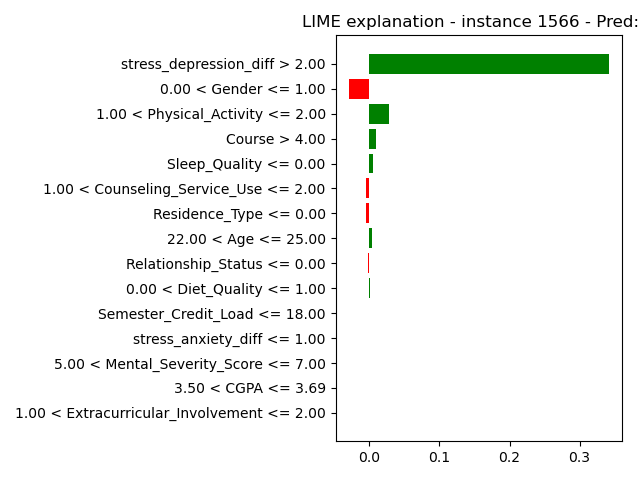 LIME explanation - instance 1566 - Pred:
stress_depression_diff > 2.00
0.00 < Gender <= 1.00
1.00 < Physical_Activity <= 2.00
Course > 4.00
Sleep_Quality <= 0.00
1.00 < Counseling_Service_Use <= 2.00
Residence_Type <= 0.00
22.00 < Age <= 25.00
Relationship_Status <= 0.00
0.00 < Diet_Quality <= 1.00
Semester_Credit_Load <= 18.00
stress_anxiety_diff <= 1.00
5.00 < Mental_Severity_Score <= 7.00
3.50 < CGPA <= 3.69
1.00 < Extracurricular_Involvement <= 2.00
0.0 0.1 0.2 0.3